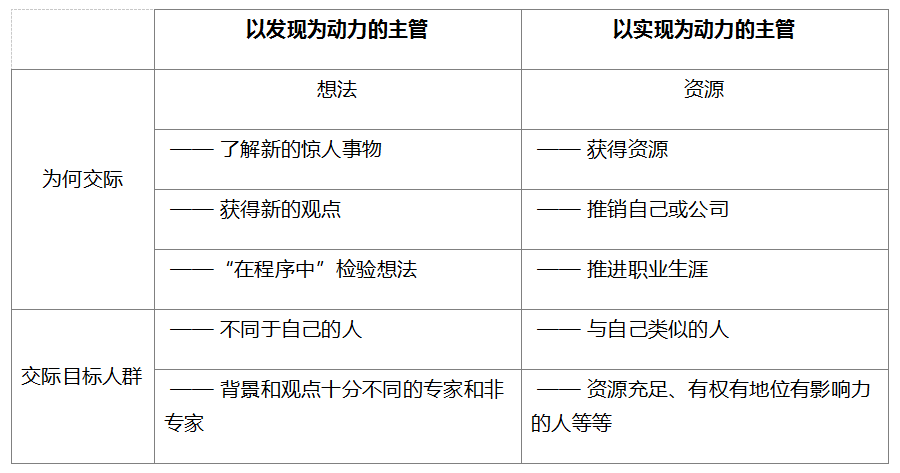 以发现为动力的主管 以实现为动力的主管
为何交际
想法 资源
—— 了解新的惊人事物 —— 获得资源
—— 获得新的观点 —— 推销自己或公司
——“在程序中”检验想法 —— 推进职业生涯
交际目标人群
—— 不同于自己的人 —— 与自己类似的人
—— 背景和观点十分不同的专家和非 —— 资源充足、有权有地位有影响力
专家 的人等等